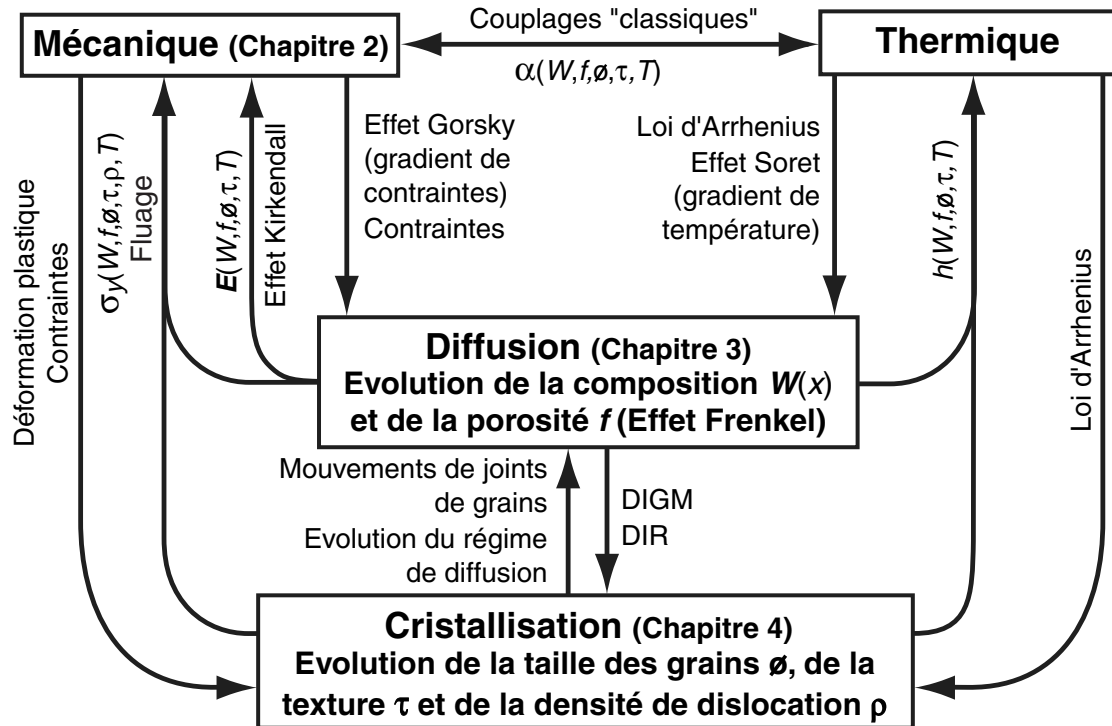 Couplages "classiques"
Mécanique (Chapitre 2)
Thermique
α(W,f,ø,τ,T)
Effet Gorsky
(gradient de
contraintes)
Contraintes
Loi d'Arrhenius
Effet Soret
(gradient de
température)
Déformation plastique
Contraintes
σy(W,f,ø,τ,ρ,T)
Fluage
E(W,f,ø,τ,T)
Effet Kirkendall
h(W,f,ø,τ,T)
Loi d'Arrhenius
Diffusion (Chapitre 3)
Evolution de la composition W(x)
et de la porosité f (Effet Frenkel)
Mouvements de joints
de grains
Evolution du régime
de diffusion
DIGM
DIR
Cristallisation (Chapitre 4)
Evolution de la taille des grains ø, de la
texture τ et de la densité de dislocation ρ